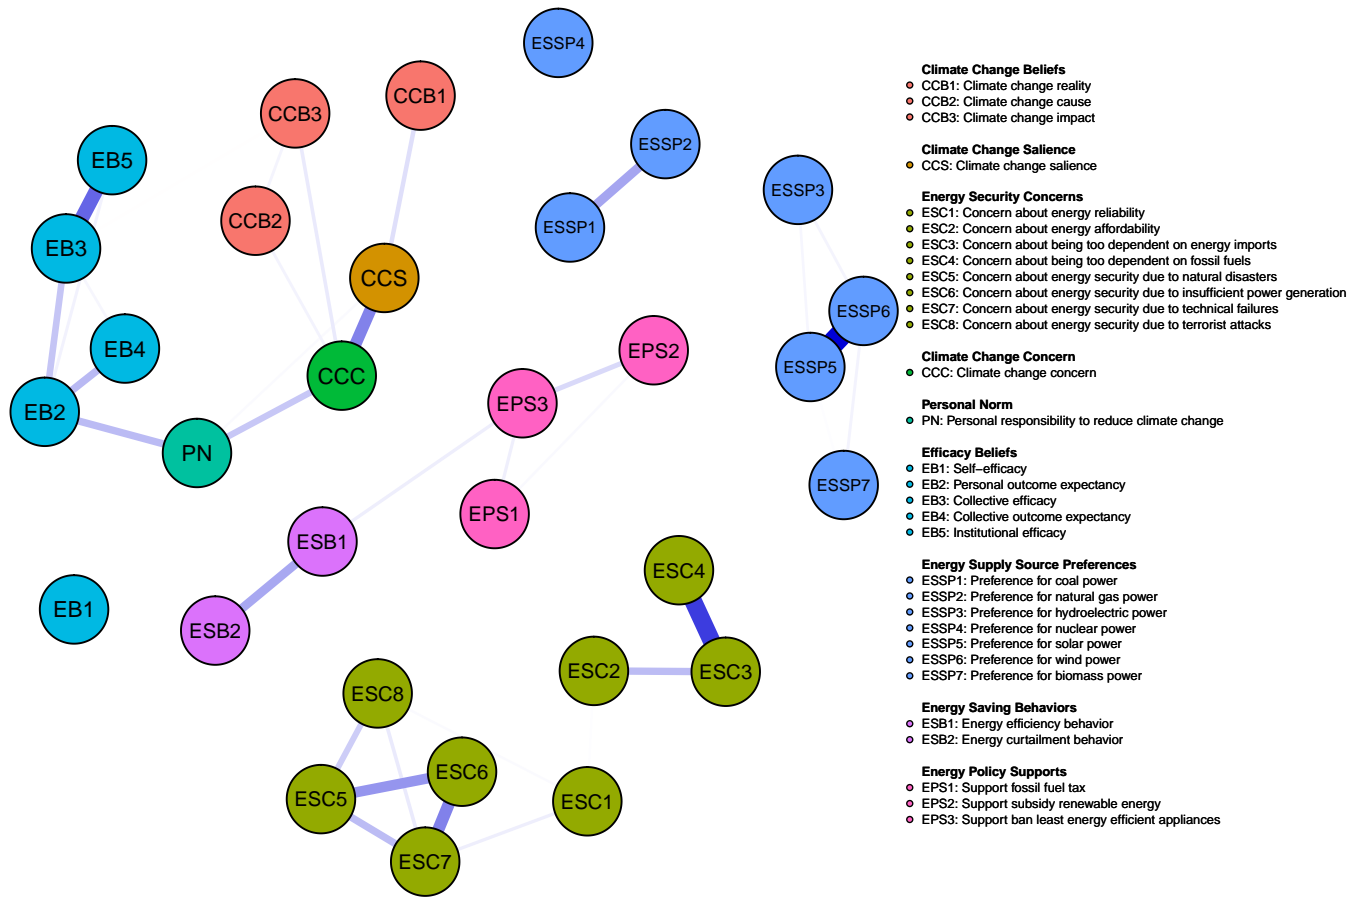 ESSP4
CCB1
CCB3
ESSP2
EB5
ESSP3
CCB2
ESSP1
EB3
CCS
ESSP6
EB4
EPS2
ESSP5
CCC
EPS3
EB2
PN
ESSP7
EPS1
ESB1
ESC4
EB1
ESB2
ESC2
ESC3
ESC8
ESC6
ESC5
ESC1
ESC7
Climate Change Beliefs
CCB1: Climate change reality
CCB2: Climate change cause
CCB3: Climate change impact
Climate Change Salience
CCS: Climate change salience
Energy Security Concerns
ESC1: Concern about energy reliability
ESC2: Concern about energy affordability
ESC3: Concern about being too dependent on energy imports
ESC4: Concern about being too dependent on fossil fuels
ESC5: Concern about energy security due to natural disasters
ESC6: Concern about energy security due to insufficient power generation
ESC7: Concern about energy security due to technical failures
ESC8: Concern about energy security due to terrorist attacks
Climate Change Concern
CCC: Climate change concern
Personal Norm
PN: Personal responsibility to reduce climate change
Efficacy Beliefs
EB1: Self−efficacy
EB2: Personal outcome expectancy
EB3: Collective efficacy
EB4: Collective outcome expectancy
EB5: Institutional efficacy
Energy Supply Source Preferences
ESSP1: Preference for coal power
ESSP2: Preference for natural gas power
ESSP3: Preference for hydroelectric power
ESSP4: Preference for nuclear power
ESSP5: Preference for solar power
ESSP6: Preference for wind power
ESSP7: Preference for biomass power
Energy Saving Behaviors
ESB1: Energy efficiency behavior
ESB2: Energy curtailment behavior
Energy Policy Supports
EPS1: Support fossil fuel tax
EPS2: Support subsidy renewable energy
EPS3: Support ban least energy efficient appliances